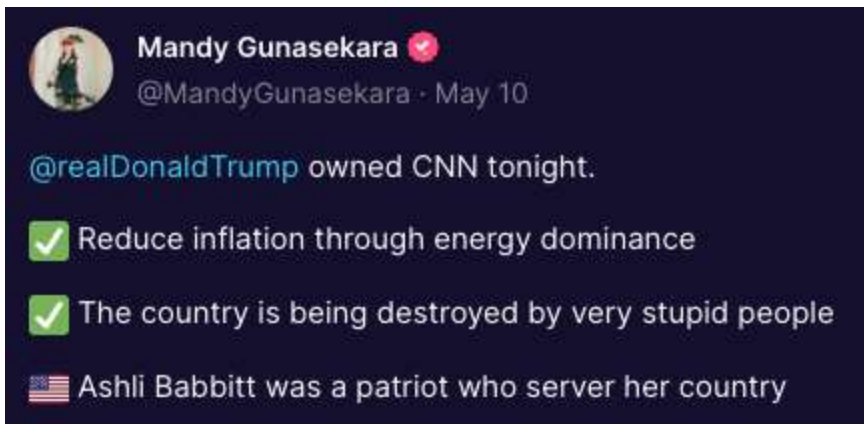 Mandy Gunasekara
@MandyGunasekara · May 10
@realDonaldTrump owned CNN tonight.
✅ Reduce inflation through energy dominance
✅ The country is being destroyed by very stupid people
🇺🇸 Ashli Babbitt was a patriot who server her country